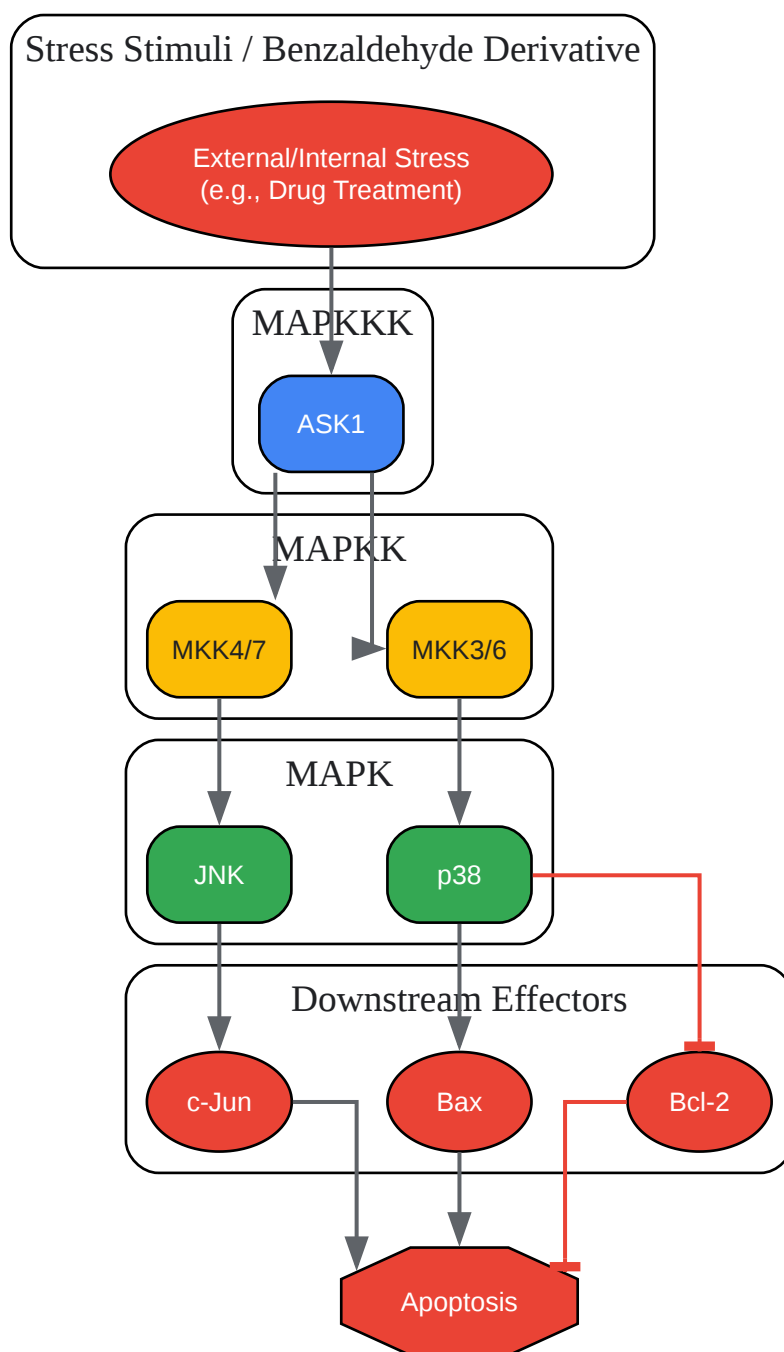 Stress Stimuli / Benzaldehyde Derivative
External/Internal Stress
(e.g., Drug Treatment)
MAPKKK
ASK1
MAPKK
MKK4/7
MKK3/6
MAPK
JNK
p38
Downstream Effectors
c-Jun
Bax
Bcl-2
Apoptosis